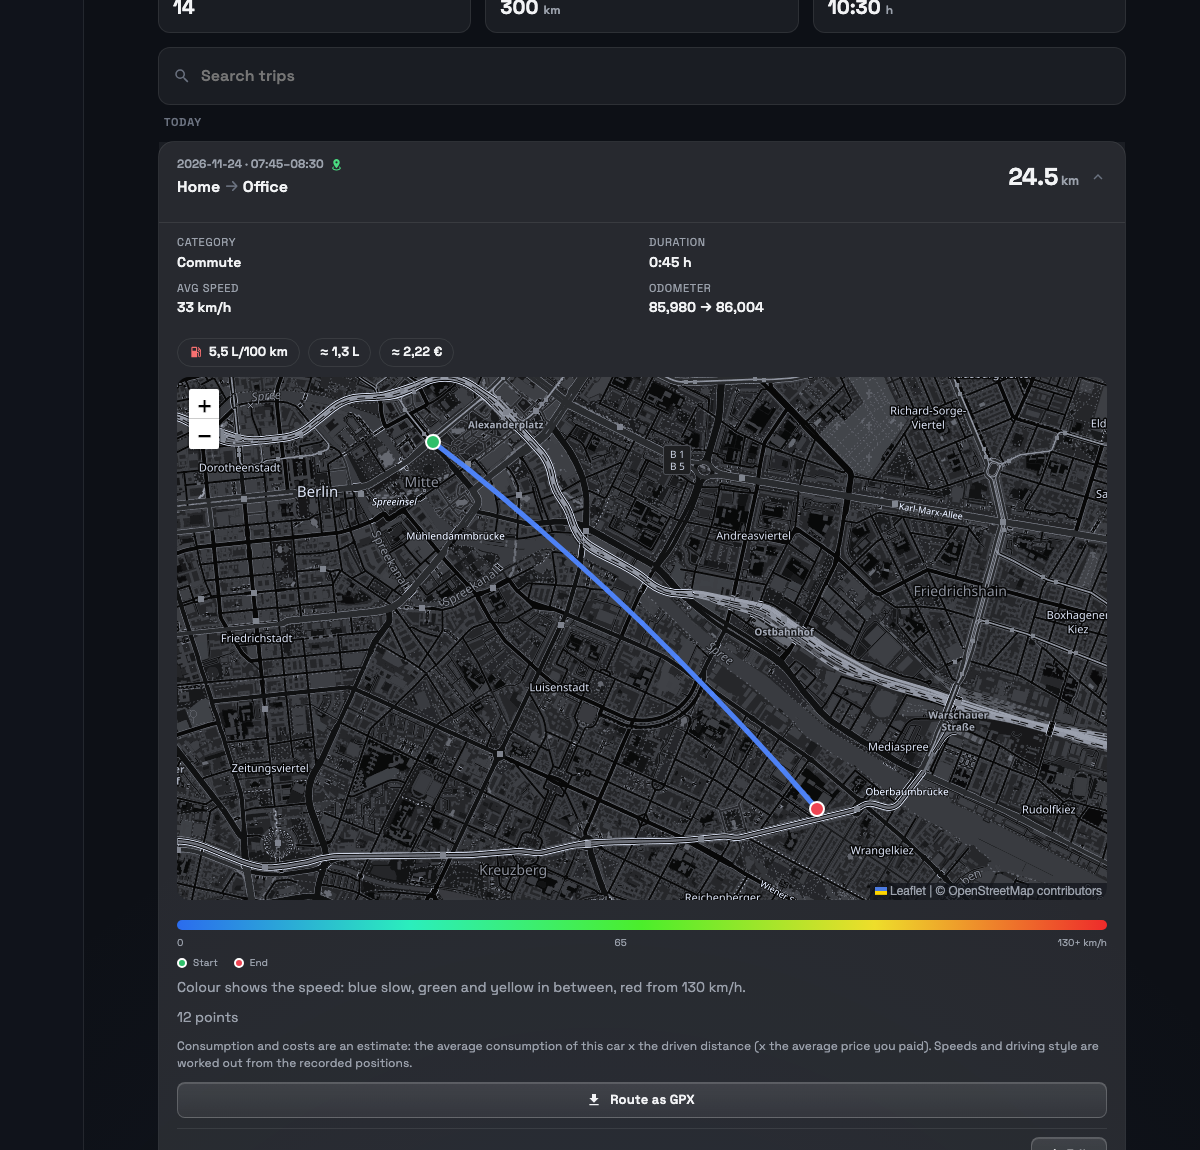 14
300 km
10:30 h
Search trips
TODAY
2026-11-24 · 07:45–08:30
Home → Office
24.5 km
CATEGORY
Commute
DURATION
0:45 h
AVG SPEED
33 km/h
ODOMETER
85,980 → 86,004
5,5 L/100 km
≈ 1,3 L
≈ 2,22 €
+
−
Spree
Alexanderplatz
Richard-Sorge-
Viertel
Dorotheenstadt
B 1
B 5
Berlin
Mitte
Spreeinsel
Karl-Marx-Allee
Mühlendammbrücke
Andreasviertel
Spreekanal
Spreekanal
Friedrichshain
Boxhagener
Kiez
Friedrichstadt
Ostbahnhof
Spree
Luisenstadt
Warschauer
Straße
Mediaspree
Zeitungsviertel
Oberbaumbrücke
Rudolfkiez
Wrangelkiez
Kreuzberg
Reichenberger
Wiener S
Leaflet | © OpenStreetMap contributors
0
65
130+ km/h
Start
End
Colour shows the speed: blue slow, green and yellow in between, red from 130 km/h.
12 points
Consumption and costs are an estimate: the average consumption of this car x the driven distance (x the average price you paid). Speeds and driving style are
worked out from the recorded positions.
Route as GPX